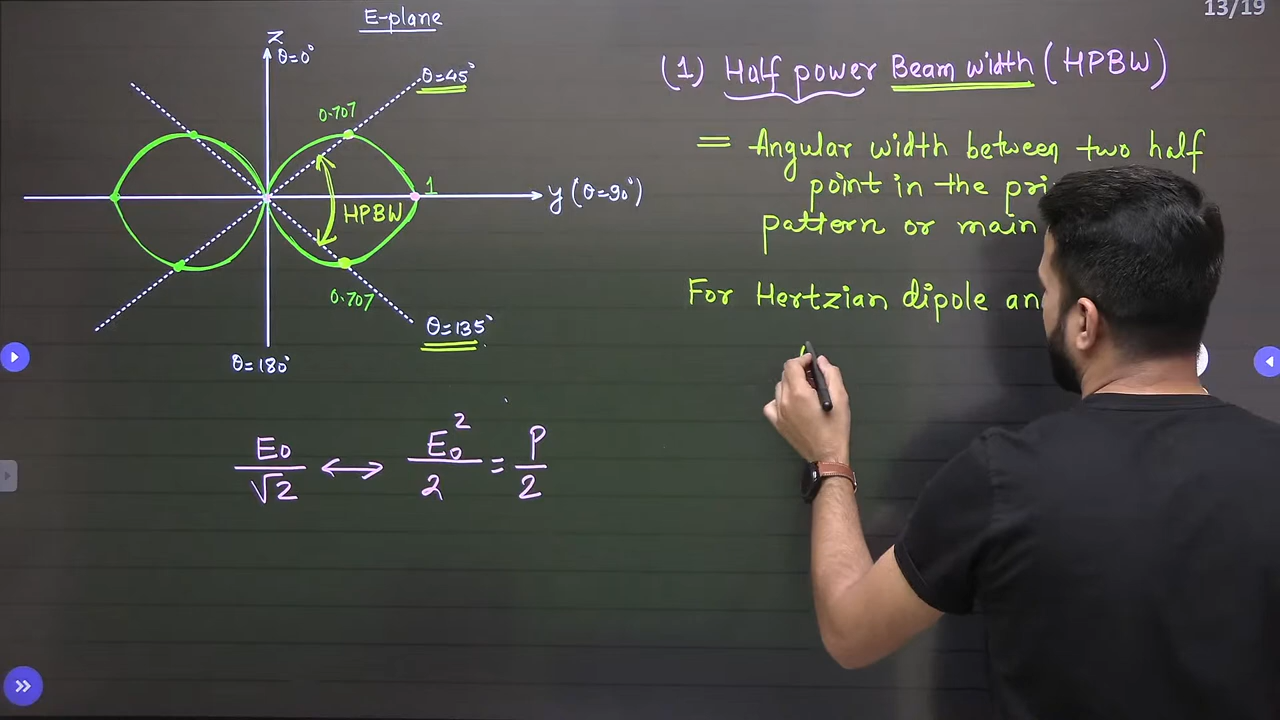 13/19
E-plane
z
θ=0°
θ=45°
0.707
1
y (θ=90°)
HPBW
0.707
θ=135°
θ=180°
E0/√2 ↔ E0²/2 = P/2
(1) Half power Beam width (HPBW)
= Angular width between two half
point in the
pattern or main
For Hertzian dipole